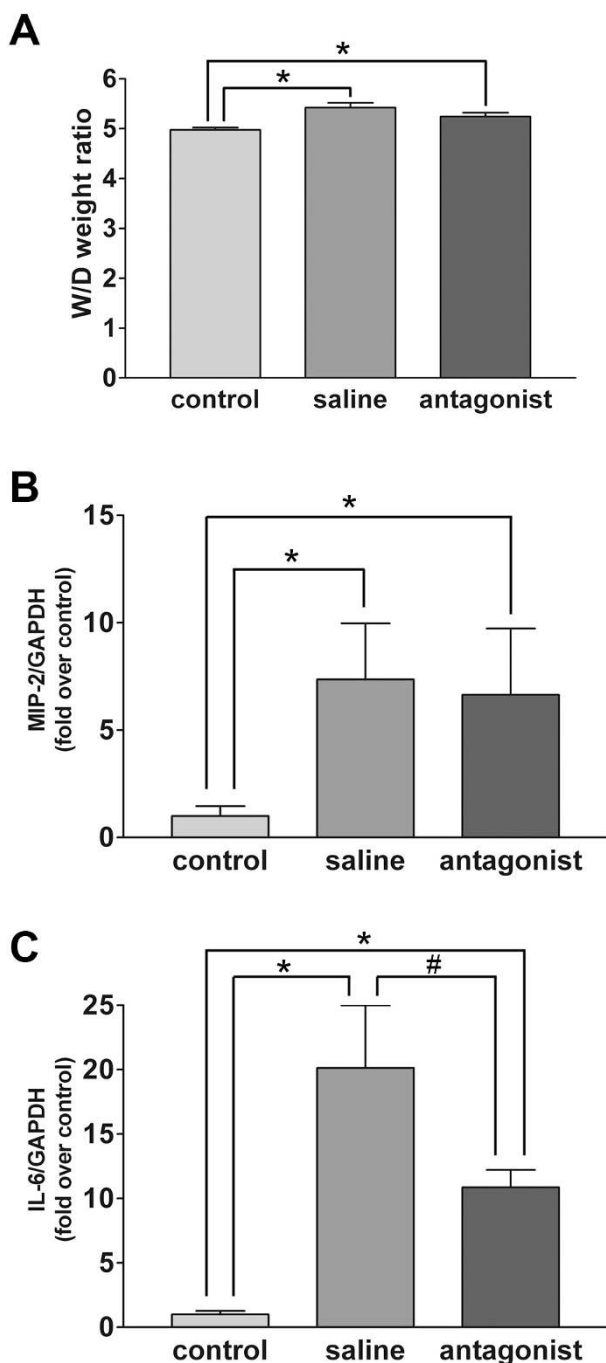 A
*
*
W/D weight ratio
6
5
4
3
2
1
0
control saline antagonist
B
*
*
MIP-2/GAPDH
(fold over control)
15
10
5
0
control saline antagonist
C
*
*
#
IL-6/GAPDH
(fold over control)
25
20
15
10
5
0
control saline antagonist